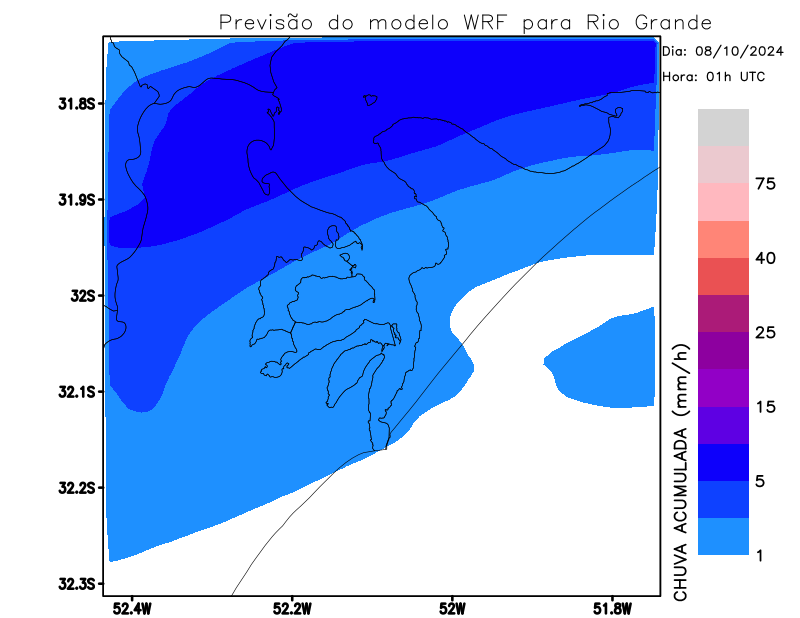 Previsão do modelo WRF para Rio Grande
Dia: 08/10/2024
Hora: 01h UTC
31.8S
31.9S
32S
32.1S
32.2S
32.3S
52.4W
52.2W
52W
51.8W
75
40
25
15
5
1
CHUVA ACUMULADA (mm/h)